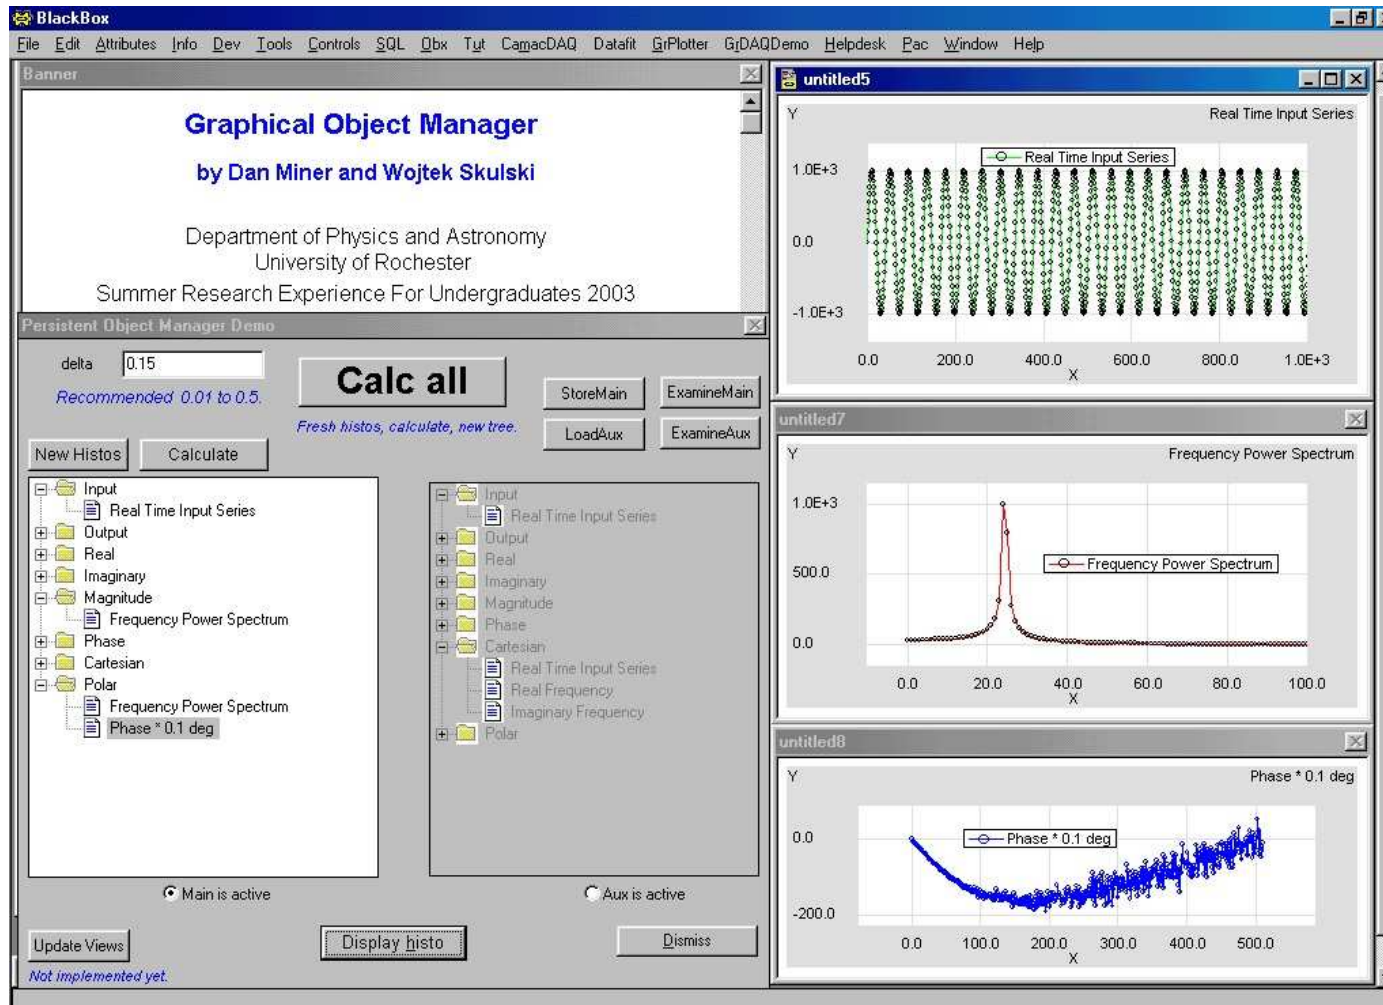 BlackBox
File Edit Attributes Info Dev Tools Controls SQL Obx Tut CamacDAQ Datafit GrPlotter GrDAQDemo Helpdesk Pac Window Help
Banner
Graphical Object Manager
by Dan Miner and Wojtek Skulski
Department of Physics and Astronomy
University of Rochester
Summer Research Experience For Undergraduates 2003
Persistent Object Manager Demo
delta 0.15
Recommended 0.01 to 0.5.
Calc all
Fresh histos, calculate, new tree.
StoreMain ExamineMain
LoadAux ExamineAux
New Histos Calculate
Input
Real Time Input Series
Output
Real
Imaginary
Magnitude
Frequency Power Spectrum
Phase
Cartesian
Polar
Frequency Power Spectrum
Phase * 0.1 deg
Input
Real Time Input Series
Output
Real
Imaginary
Magnitude
Phase
Cartesian
Real Time Input Series
Real Frequency
Imaginary Frequency
Polar
Main is active
Aux is active
Update Views
Display histo
Dismiss
Not implemented yet.
untitled5
Y
Real Time Input Series
Real Time Input Series
1.0E+3
0.0
-1.0E+3
0.0 200.0 400.0 600.0 800.0 1.0E+3
X
untitled7
Y
Frequency Power Spectrum
1.0E+3
Frequency Power Spectrum
500.0
0.0
0.0 20.0 40.0 60.0 80.0 100.0
X
untitled8
Y
Phase * 0.1 deg
0.0
Phase * 0.1 deg
-200.0
0.0 100.0 200.0 300.0 400.0 500.0
X